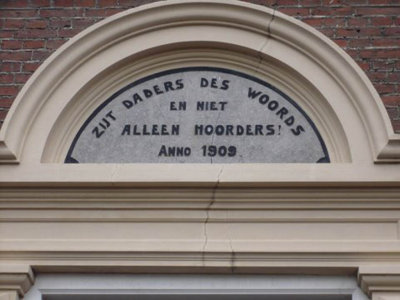 ZIJT DADERS DES WOORDS
EN NIET
ALLEEN HOORDERS!
ANNO 1909